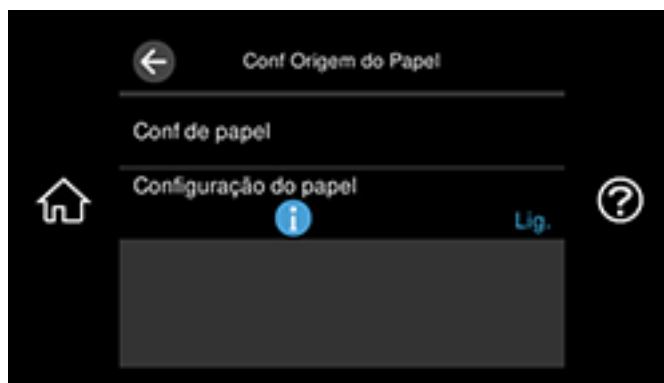 Conf Origem do Papel
Conf de papel
Configuração do papel
Lig.